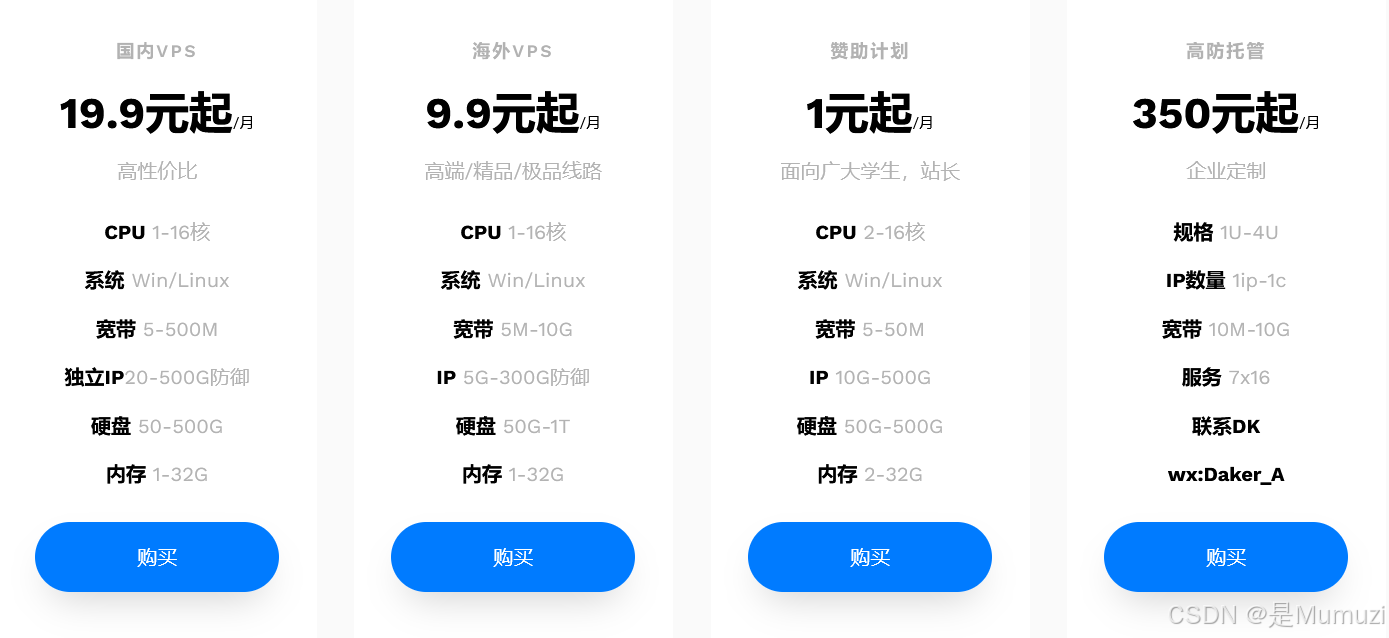 国内VPS
19.9元起/月
高性价比
CPU 1-16核
系统 Win/Linux
宽带 5-500M
独立IP20-500G防御
硬盘 50-500G
内存 1-32G
购买
海外VPS
9.9元起/月
高端/精品/极品线路
CPU 1-16核
系统 Win/Linux
宽带 5M-10G
IP 5G-300G防御
硬盘 50G-1T
内存 1-32G
购买
赞助计划
1元起/月
面向广大学生，站长
CPU 2-16核
系统 Win/Linux
宽带 5-50M
IP 10G-500G
硬盘 50G-500G
内存 2-32G
购买
高防托管
350元起/月
企业定制
规格 1U-4U
IP数量 1ip-1c
宽带 10M-10G
服务 7x16
联系DK
wx:Daker_A
购买
CSDN @是Mumuzi